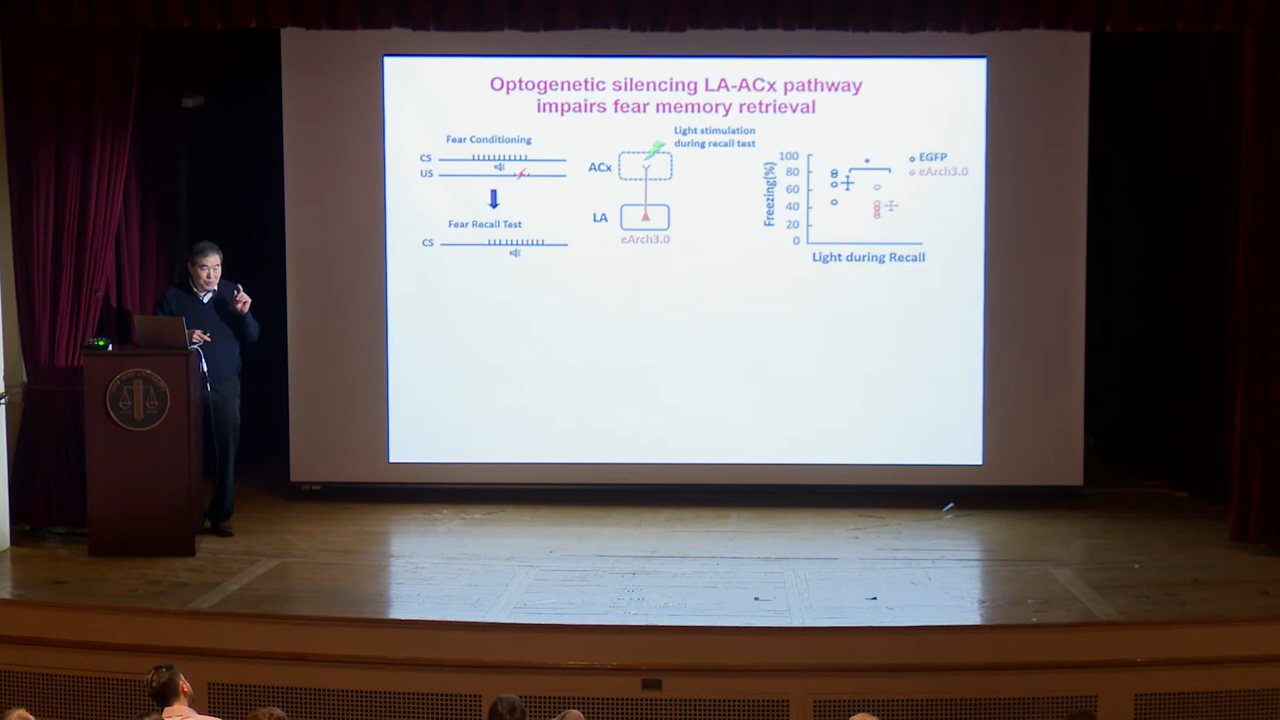 Optogenetic silencing LA-ACx pathway
impairs fear memory retrieval
Fear Conditioning
CS
US
Fear Recall Test
CS
Light stimulation
during recall test
ACx
LA
eArch3.0
Freezing(%)
100
80
60
40
20
0
*
EGFP
eArch3.0
Light during Recall